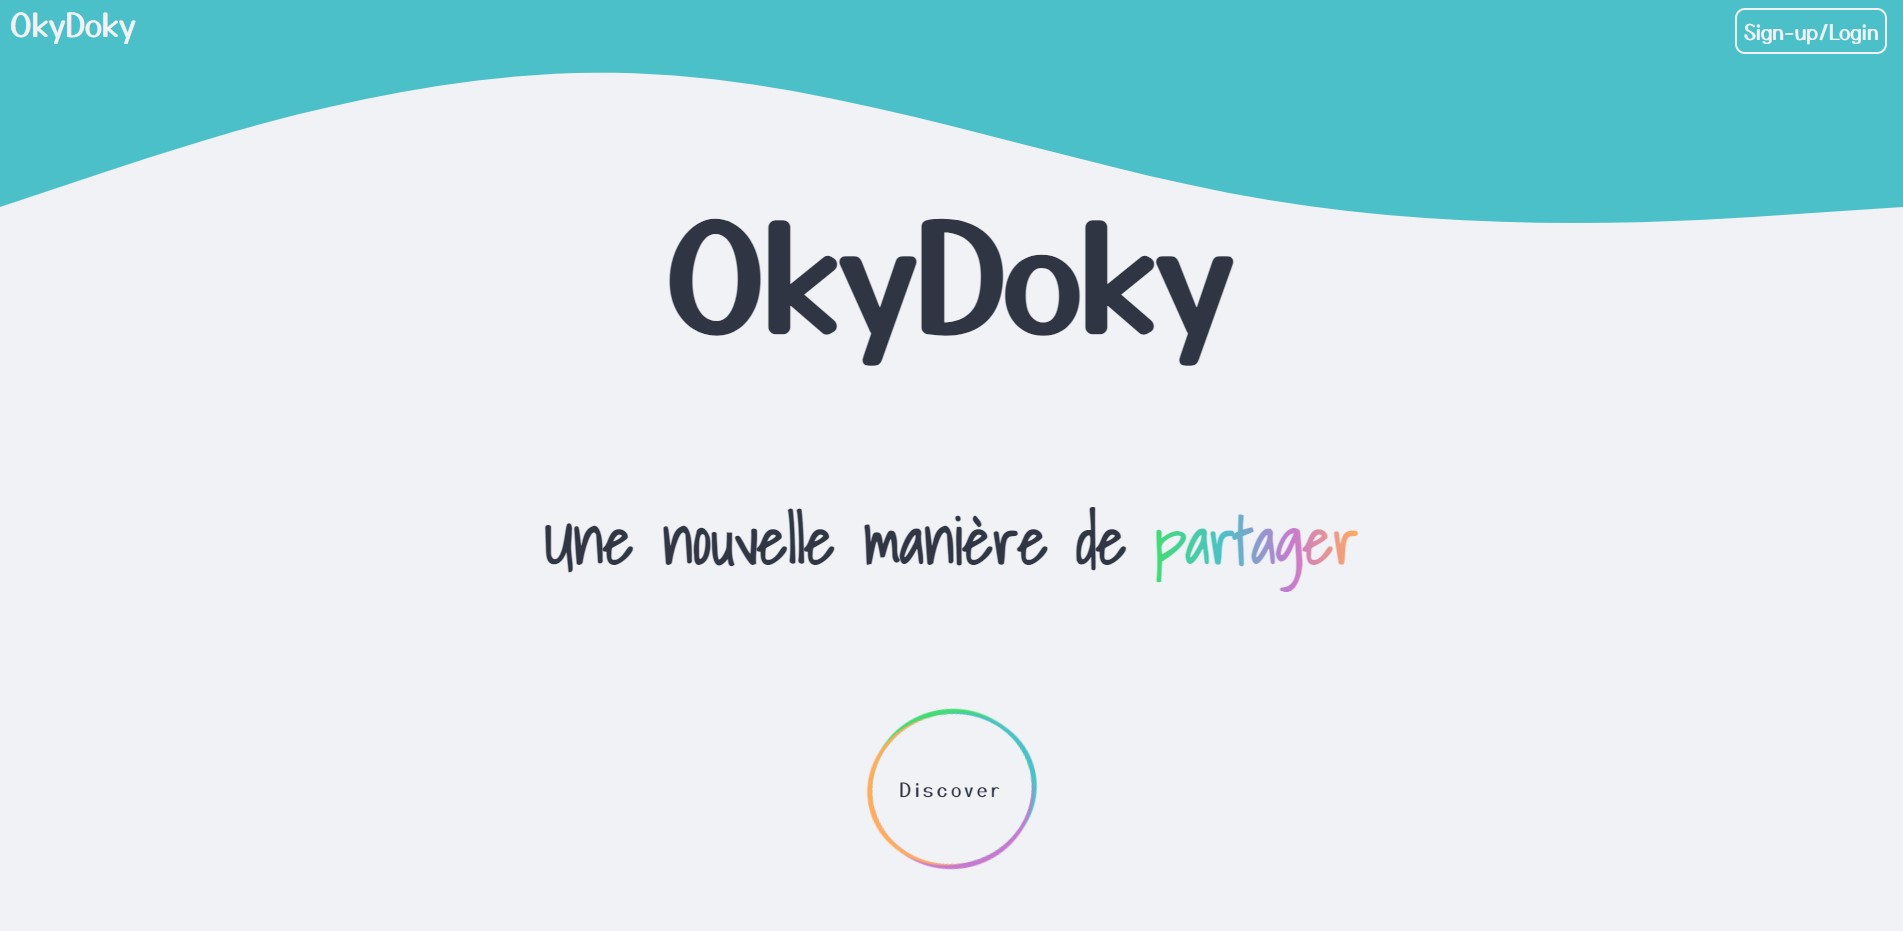 OkyDoky
Sign-up/Login
OkyDoky
Une nouvelle manière de partager
Discover